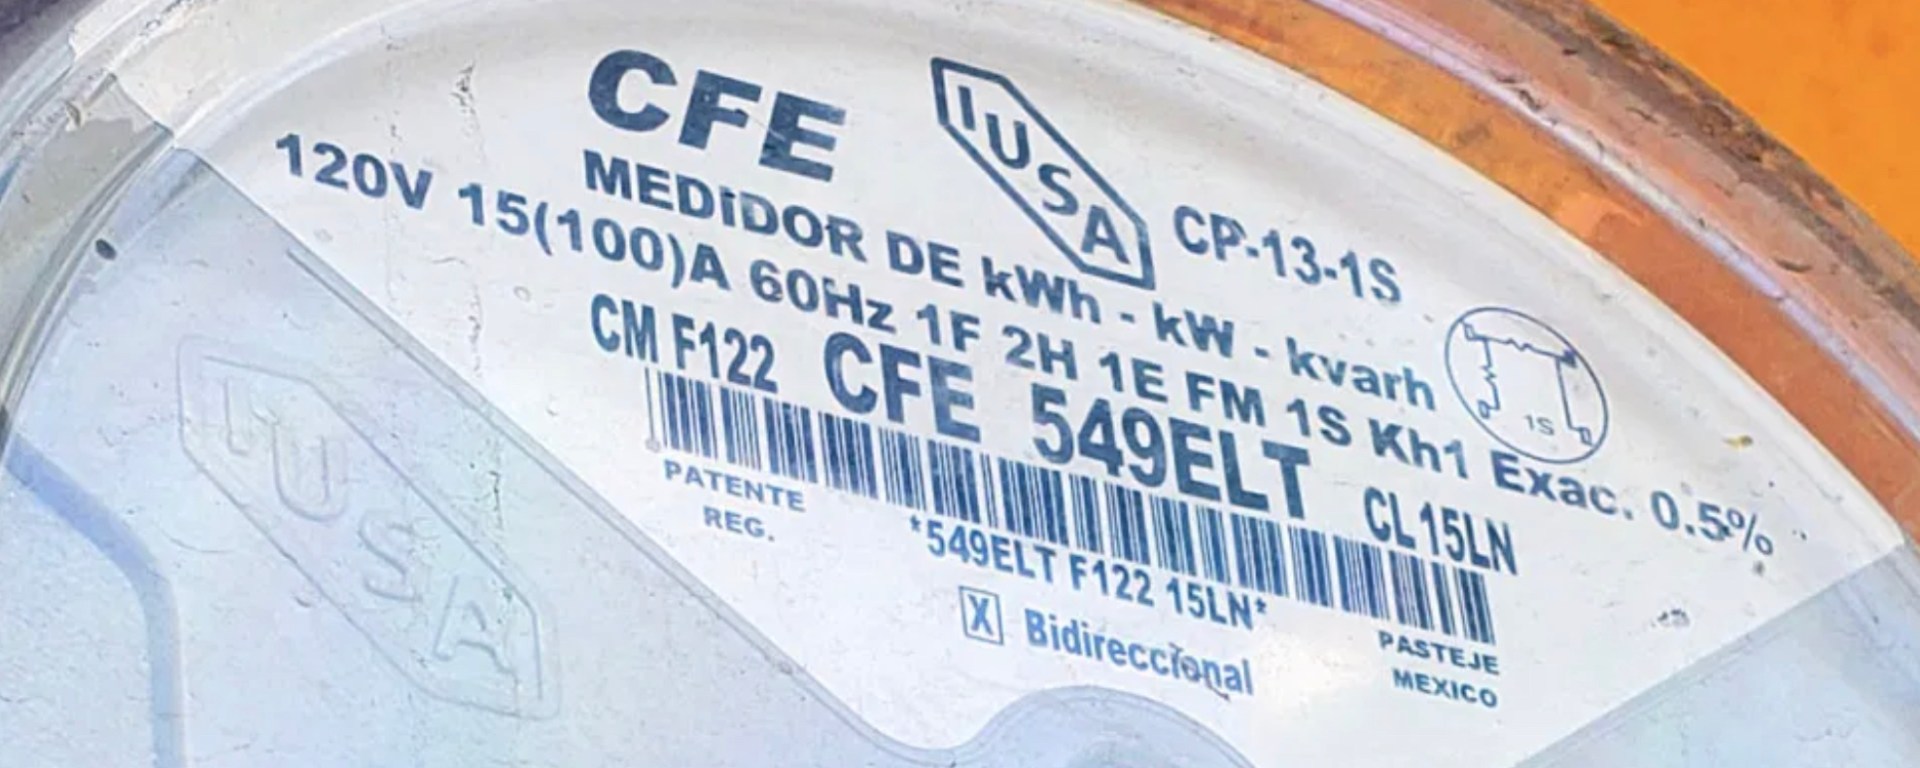 CFE
IUSA
CP-13-1S
MEDIDOR DE kWh - kW - kvarh
120V 15(100)A 60Hz 1F 2H 1E FM 1S Kh1 Exac. 0.5%
1S
CM F122 CFE 549ELT CL 15LN
PATENTE
REG.
*549ELT F122 15LN*
X Bidireccional
PASTEJE
MEXICO
IUSA